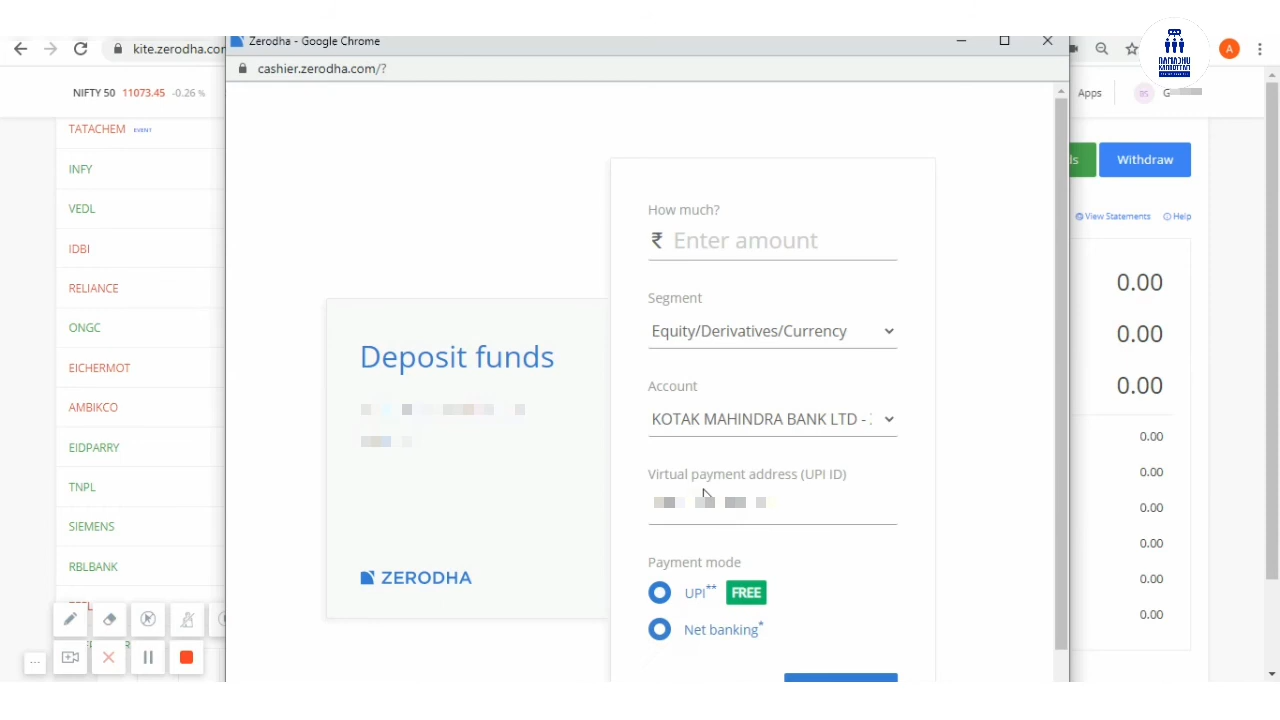 Zerodha - Google Chrome
kite.zerodha.com
cashier.zerodha.com/?
NAMADHU
KANNOTTAM
NIFTY 50 11073.45 -0.26 %
Apps
BS
G
A
TATACHEM EVENT
INFY
VEDL
IDBI
RELIANCE
ONGC
EICHERMOT
AMBIKCO
EIDPARRY
TNPL
SIEMENS
RBLBANK
Deposit funds
ZERODHA
How much?
₹ Enter amount
Segment
Equity/Derivatives/Currency
Account
KOTAK MAHINDRA BANK LTD -
Virtual payment address (UPI ID)
Payment mode
UPI** FREE
Net banking*
Withdraw
View Statements Help
0.00
0.00
0.00
0.00
0.00
0.00
0.00
0.00
0.00